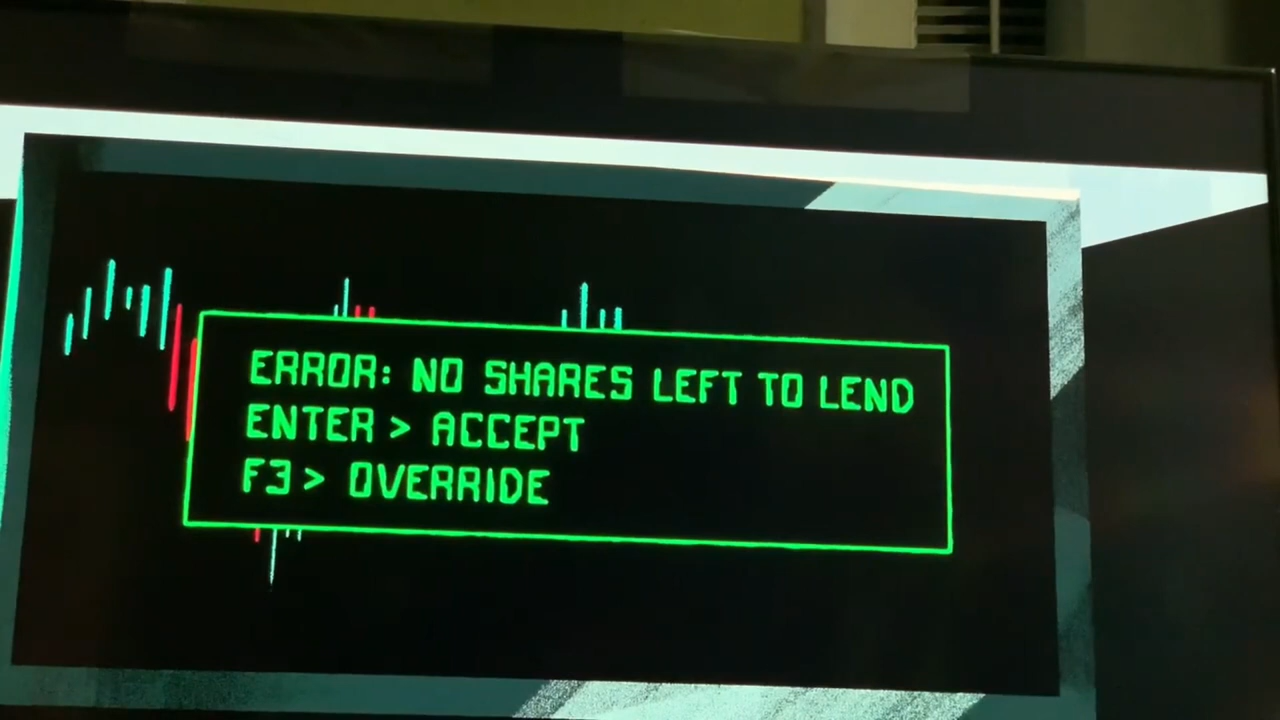 ERROR: NO SHARES LEFT TO LEND
ENTER > ACCEPT
F3 > OVERRIDE